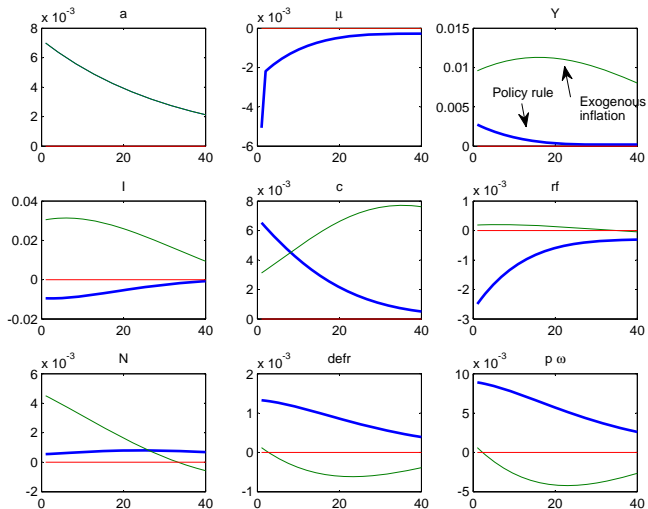 a
x 10⁻³
8
6
4
2
0
0 20 40
μ
x 10⁻³
0
-2
-4
-6
0 20 40
Y
0.015
0.01
0.005
0
0 20 40
Policy rule
Exogenous
inflation
I
0.04
0.02
0
-0.02
0 20 40
c
x 10⁻³
8
6
4
2
0
0 20 40
rf
x 10⁻³
1
0
-1
-2
-3
0 20 40
N
x 10⁻³
6
4
2
0
-2
0 20 40
defr
x 10⁻³
2
1
0
-1
0 20 40
p ω
x 10⁻³
10
5
0
-5
0 20 40